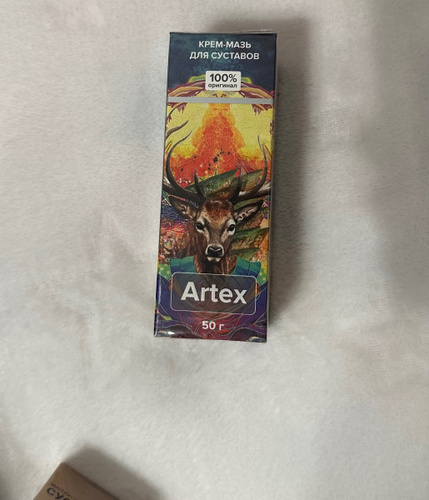 КРЕМ-МАЗЬ
ДЛЯ СУСТАВОВ
100%
оригинал
Artex
50 г